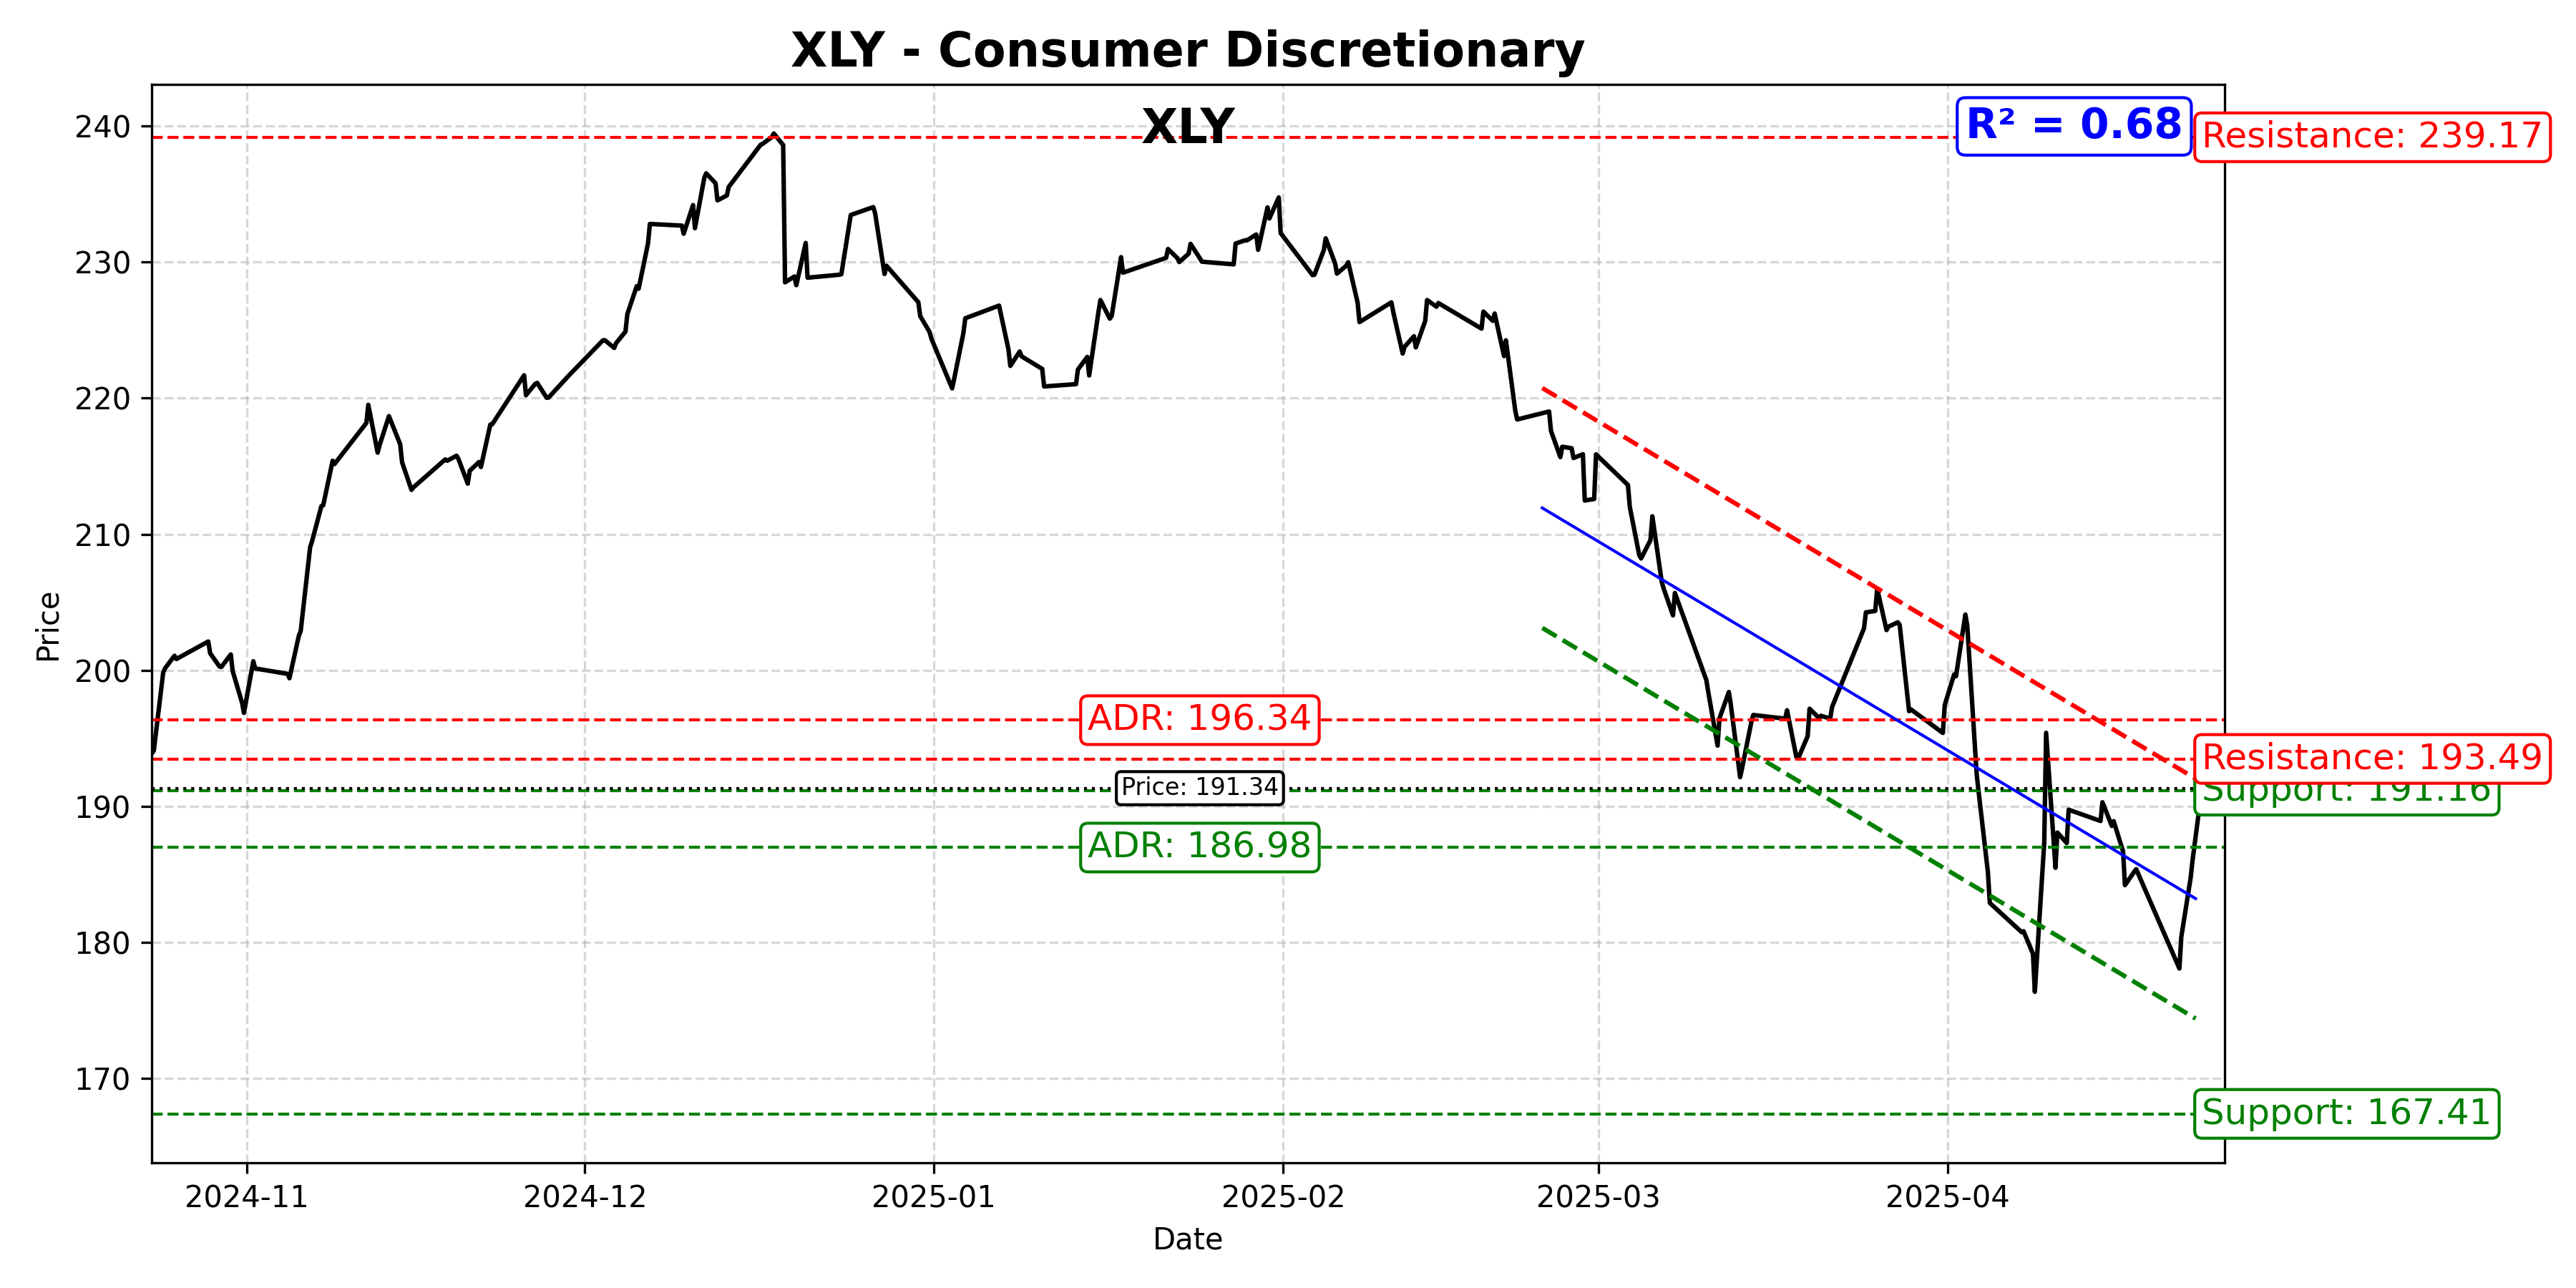 XLY - Consumer Discretionary
XLY
R² = 0.68
Resistance: 239.17
240
230
220
210
200
190
180
170
Price
ADR: 196.34
Resistance: 193.49
Price: 191.34
Support: 191.16
ADR: 186.98
Support: 167.41
2024-11
2024-12
2025-01
2025-02
2025-03
2025-04
Date